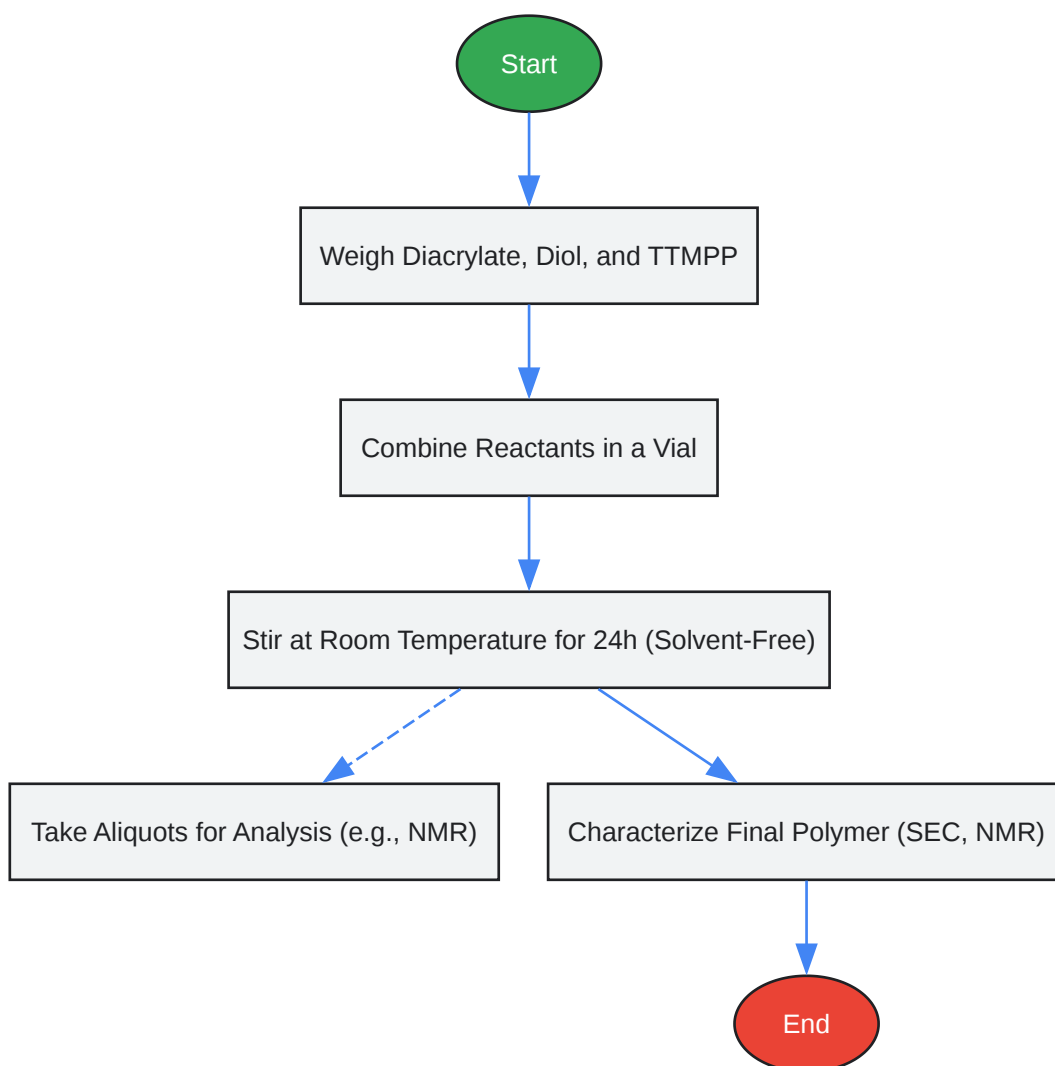 Start
Weigh Diacrylate, Diol, and TTMPP
Combine Reactants in a Vial
Stir at Room Temperature for 24h (Solvent-Free)
Take Aliquots for Analysis (e.g., NMR)
Characterize Final Polymer (SEC, NMR)
End